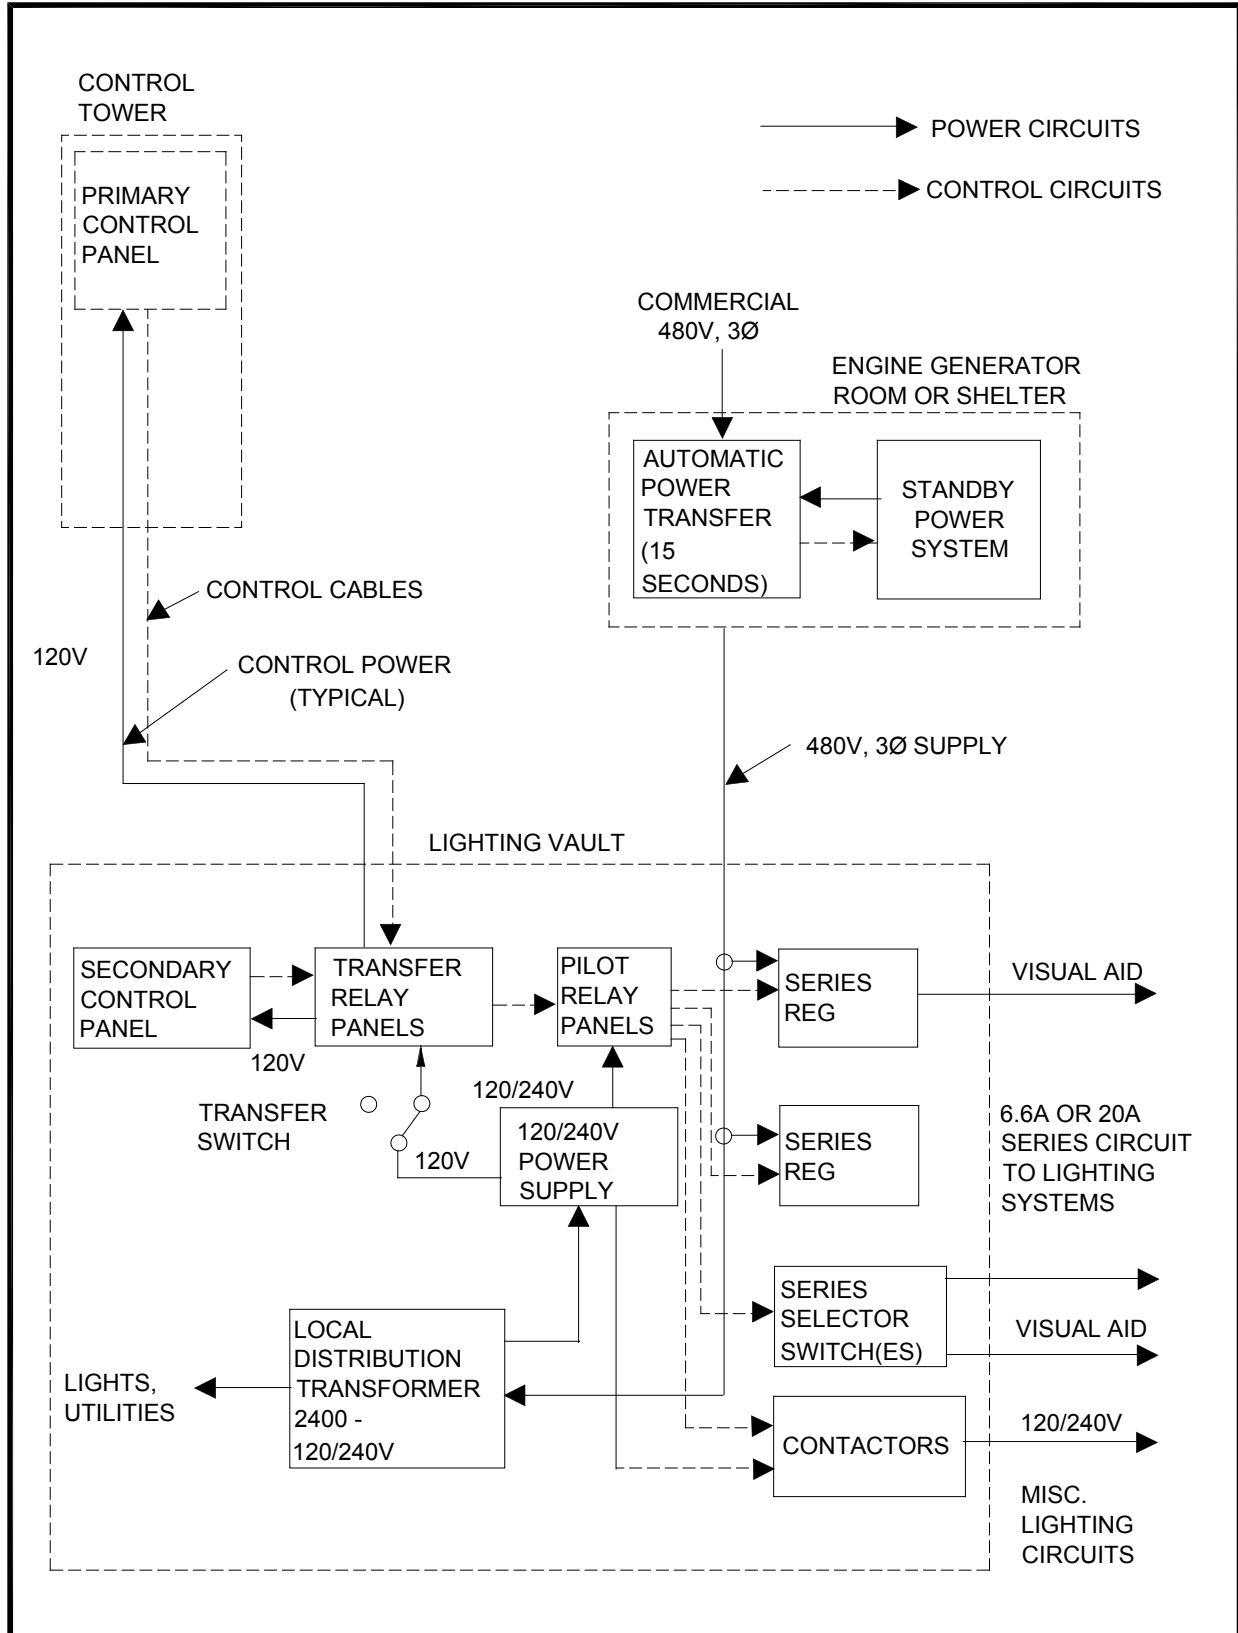 CONTROL
TOWER
PRIMARY
CONTROL
PANEL
POWER CIRCUITS
CONTROL CIRCUITS
COMMERCIAL
480V, 3Ø
ENGINE GENERATOR
ROOM OR SHELTER
AUTOMATIC
POWER
TRANSFER
(15
SECONDS)
STANDBY
POWER
SYSTEM
CONTROL CABLES
120V
CONTROL POWER
(TYPICAL)
480V, 3Ø SUPPLY
LIGHTING VAULT
SECONDARY
CONTROL
PANEL
TRANSFER
RELAY
PANELS
PILOT
RELAY
PANELS
SERIES
REG
VISUAL AID
120V
120/240V
TRANSFER
SWITCH
120V
120/240V
POWER
SUPPLY
SERIES
REG
6.6A OR 20A
SERIES CIRCUIT
TO LIGHTING
SYSTEMS
SERIES
SELECTOR
SWITCH(ES)
VISUAL AID
LOCAL
DISTRIBUTION
TRANSFORMER
2400 -
120/240V
LIGHTS,
UTILITIES
CONTACTORS
120/240V
MISC.
LIGHTING
CIRCUITS